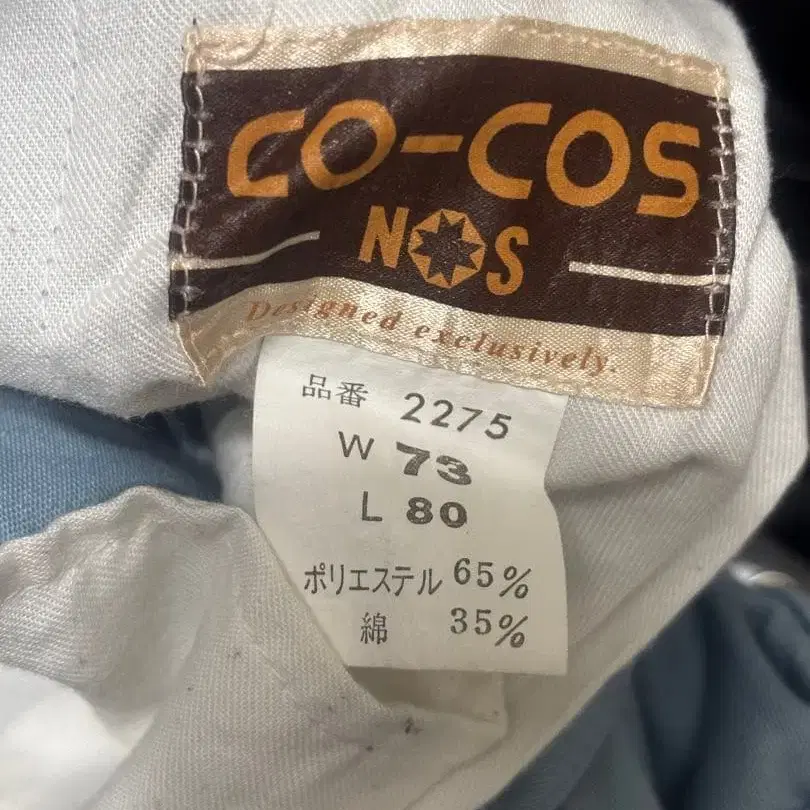 CO-COS
NOS
Designed exclusively.
品番 2275
W 73
L 80
ポリエステル 65%
綿 35%